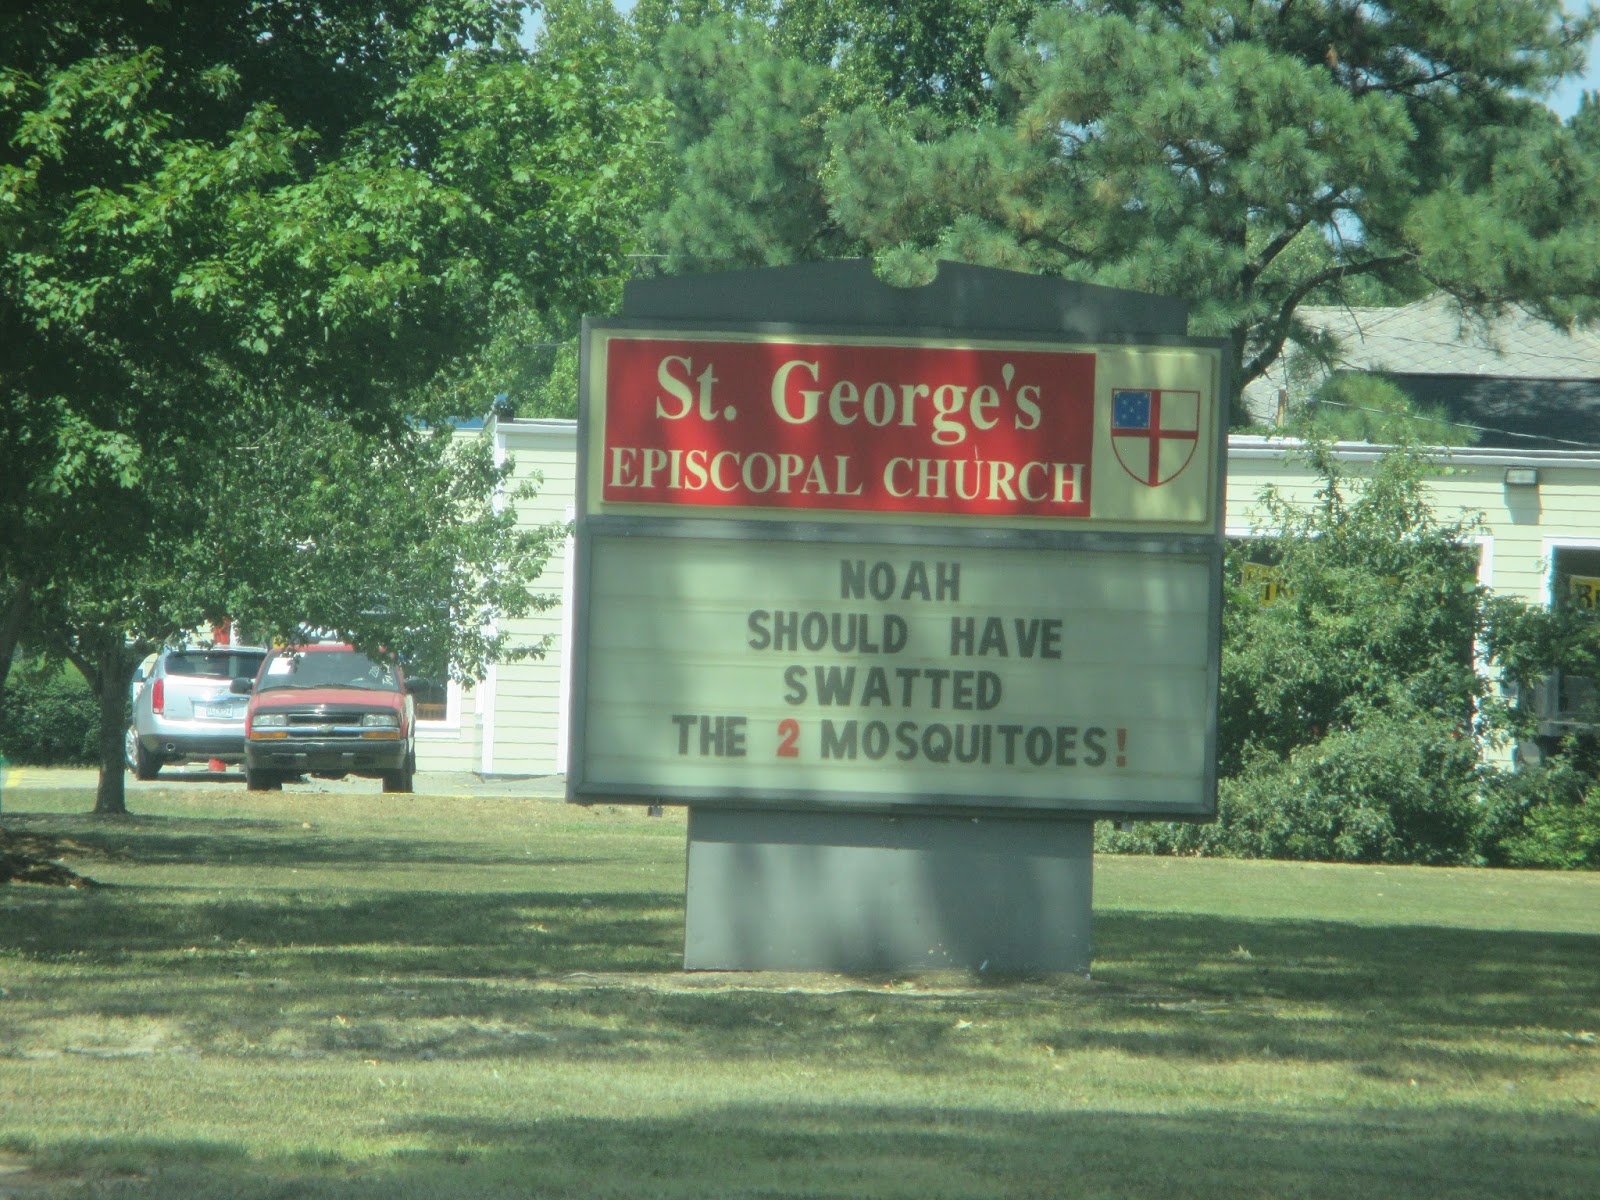 St. George's
EPISCOPAL CHURCH
NOAH
SHOULD HAVE
SWATTED
THE 2 MOSQUITOES!